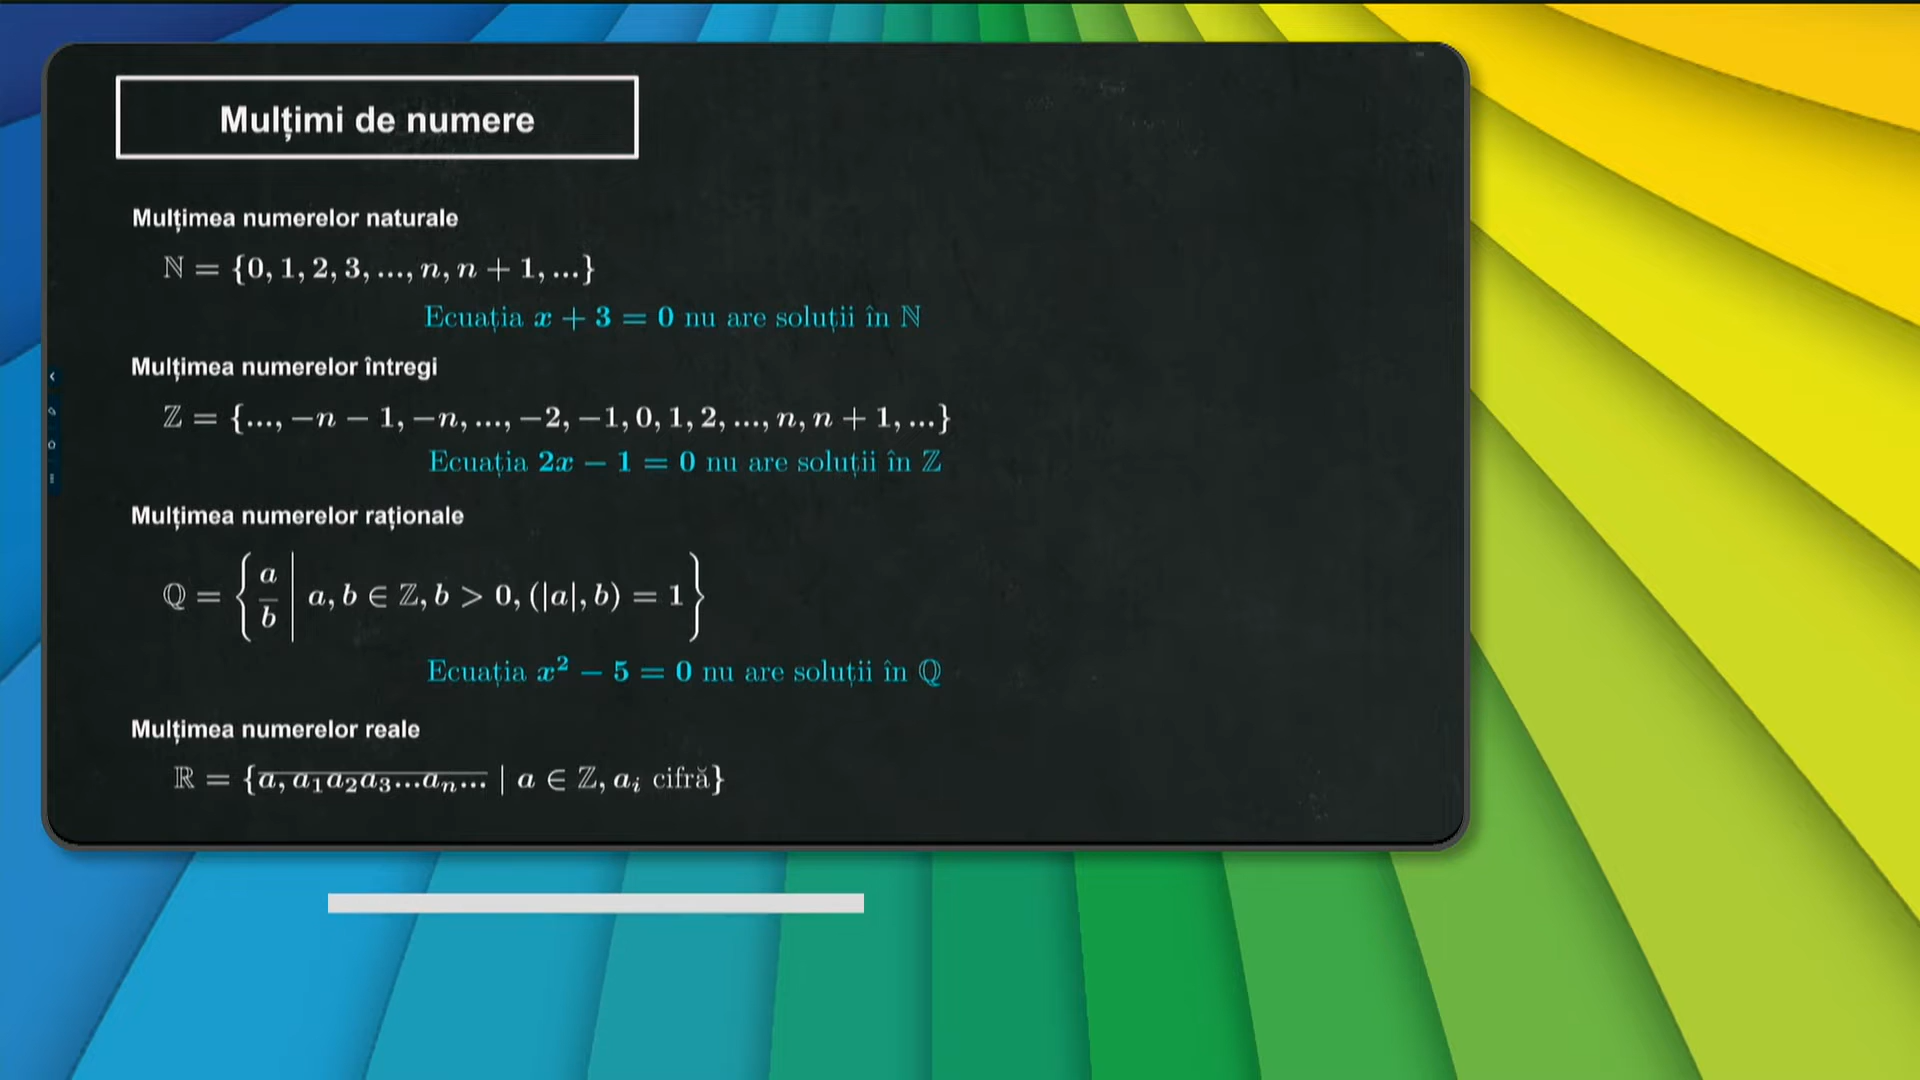 Mulțimi de numere
Mulțimea numerelor naturale
ℕ = {0, 1, 2, 3, ..., n, n + 1, ...}
Ecuația x + 3 = 0 nu are soluții în ℕ
Mulțimea numerelor întregi
ℤ = {..., −n − 1, −n, ..., −2, −1, 0, 1, 2, ..., n, n + 1, ...}
Ecuația 2x − 1 = 0 nu are soluții în ℤ
Mulțimea numerelor raționale
ℚ = { a/b | a, b ∈ ℤ, b > 0, (|a|, b) = 1 }
Ecuația x² − 5 = 0 nu are soluții în ℚ
Mulțimea numerelor reale
ℝ = {a, a₁a₂a₃...aₙ... | a ∈ ℤ, aᵢ cifră}